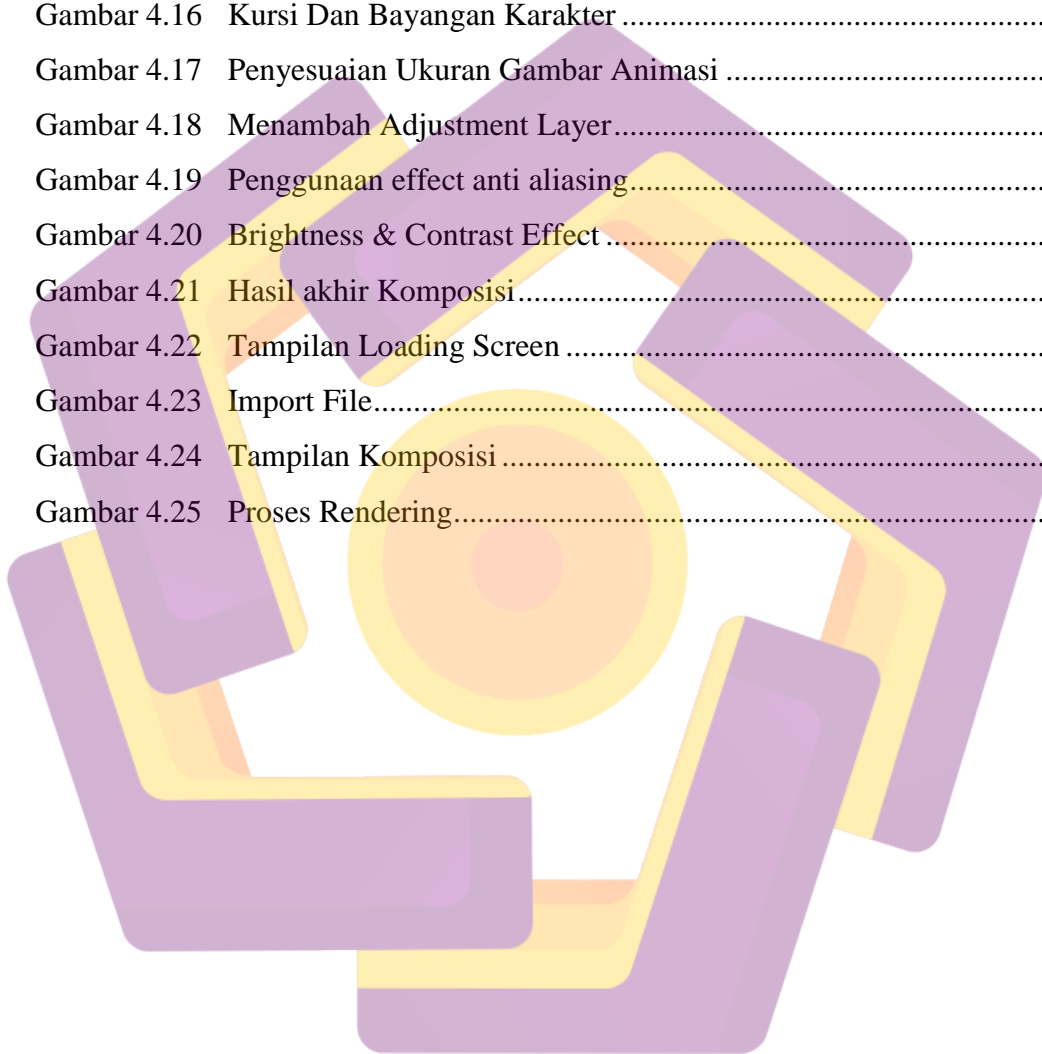 Gambar 4.16 Kursi Dan Bayangan Karakter ........................................................
Gambar 4.17 Penyesuaian Ukuran Gambar Animasi ..........................................
Gambar 4.18 Menambah Adjustment Layer.........................................................
Gambar 4.19 Penggunaan effect anti aliasing.......................................................
Gambar 4.20 Brightness & Contrast Effect ..........................................................
Gambar 4.21 Hasil akhir Komposisi.....................................................................
Gambar 4.22 Tampilan Loading Screen ...............................................................
Gambar 4.23 Import File.......................................................................................
Gambar 4.24 Tampilan Komposisi .......................................................................
Gambar 4.25 Proses Rendering.............................................................................